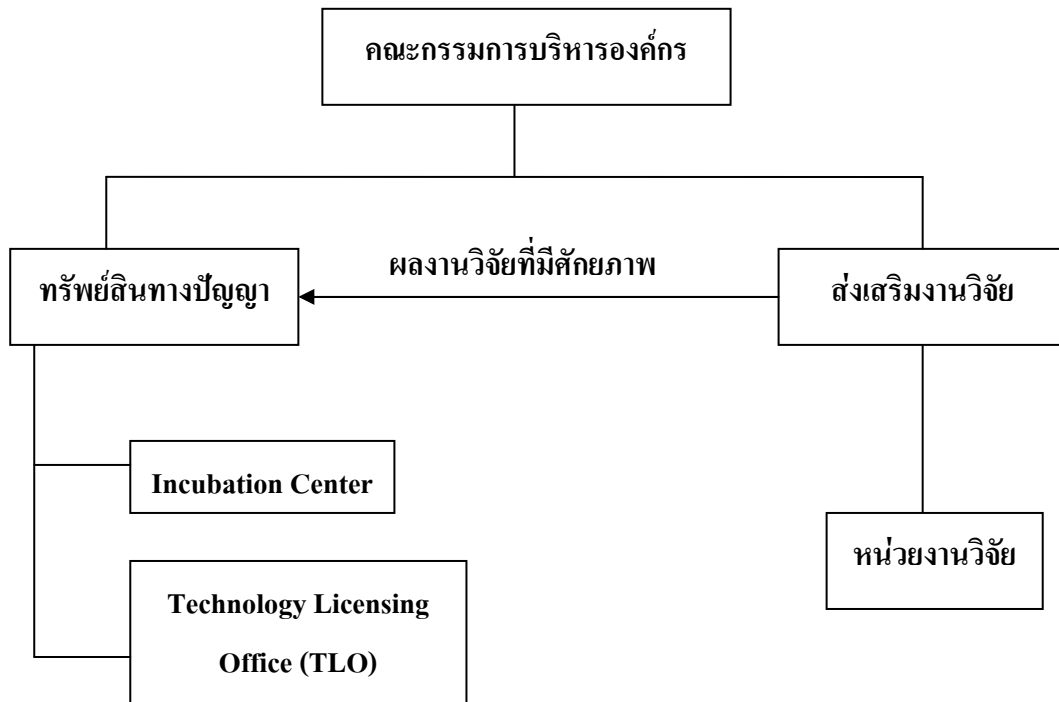 คณะกรรมการบริหารองค์กร
ผลงานวิจัยที่มีศักยภาพ
ทรัพย์สินทางปัญญา
ส่งเสริมงานวิจัย
Incubation Center
หน่วยงานวิจัย
Technology Licensing
Office (TLO)